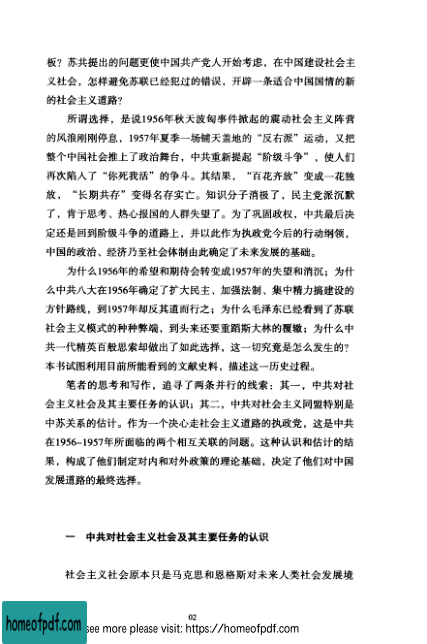 板？苏共提出的问题更使中国共产党人开始考虑，在中国建设社会主
义社会，怎样避免苏联已经犯过的错误，开辟一条适合中国国情的新
的社会主义道路？
所谓选择，是说1956年秋天波匈事件掀起的震动社会主义阵营
的风浪刚刚停息，1957年夏季一场铺天盖地的“反右派”运动，又把
整个中国社会推上了政治舞台，中共重新提起“阶级斗争”，使人们
再次陷入了“你死我活”的争斗。其结果，“百花齐放”变成一花独
放，“长期共存”变得名存实亡。知识分子消极了，民主党派沉默
了，肯于思考、热心报国的人群失望了。为了巩固政权，中共最后决
定还是回到阶级斗争的道路上，并以此作为执政党今后的行动纲领，
中国的政治、经济乃至社会体制由此确定了未来发展的基础。
为什么1956年的希望和期待会转变成1957年的失望和消沉；为什
么中共八大在1956年确定了扩大民主、加强法制、集中精力搞建设的
方针路线，到1957年却反其道而行之；为什么毛泽东已经看到了苏联
社会主义模式的种种弊端，到头来还要重蹈斯大林的覆辙；为什么中
共一代精英百般思索却做出了如此选择，这一切究竟是怎么发生的？
本书试图利用目前所能看到的文献史料，描述这一历史过程。
笔者的思考和写作，追寻了两条并行的线索：其一，中共对社
会主义社会及其主要任务的认识；其二，中共对社会主义同盟特别是
中苏关系的估计。作为一个决心走社会主义道路的执政党，这是中共
在1956–1957年所面临的两个相互关联的问题。这种认识和估计的结
果，构成了他们制定对内和对外政策的理论基础，决定了他们对中国
发展道路的最终选择。
一 中共对社会主义社会及其主要任务的认识
社会主义社会原本只是马克思和恩格斯对未来人类社会发展境
02
homeofpdf.com
see more please visit: https://homeofpdf.com